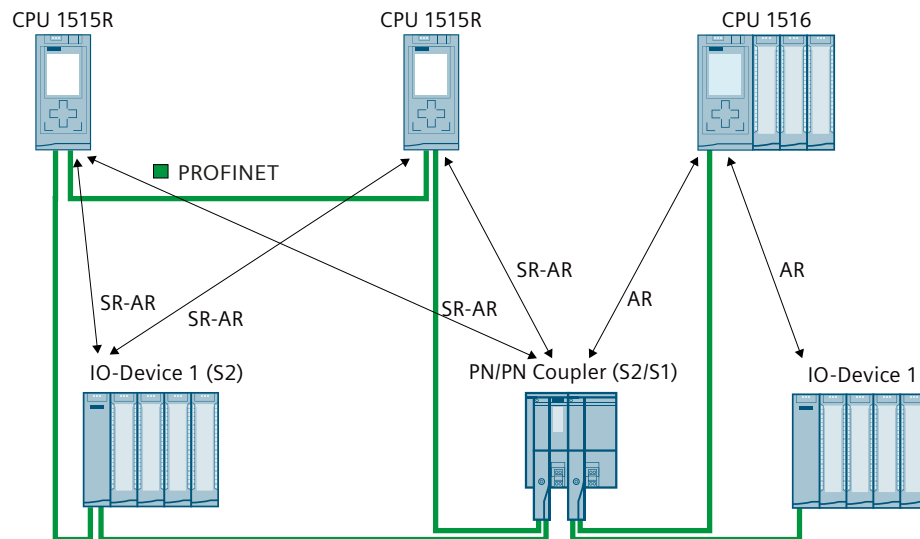 CPU 1515R
CPU 1515R
CPU 1516
PROFINET
SR-AR
SR-AR
SR-AR
SR-AR
AR
AR
IO-Device 1 (S2)
PN/PN Coupler (S2/S1)
IO-Device 1